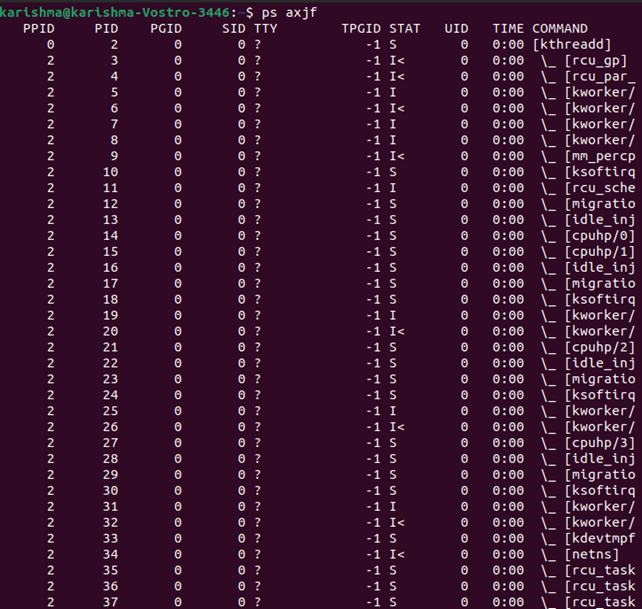 karishma@karishma-Vostro-3446:~$ ps axjf
PPID PID PGID SID TTY TPGID STAT UID TIME COMMAND
0 2 0 0 ? -1 S 0 0:00 [kthreadd]
2 3 0 0 ? -1 I< 0 0:00 \_ [rcu_gp]
2 4 0 0 ? -1 I< 0 0:00 \_ [rcu_par_
2 5 0 0 ? -1 I 0 0:00 \_ [kworker/
2 6 0 0 ? -1 I< 0 0:00 \_ [kworker/
2 7 0 0 ? -1 I 0 0:00 \_ [kworker/
2 8 0 0 ? -1 I 0 0:00 \_ [kworker/
2 9 0 0 ? -1 I< 0 0:00 \_ [mm_percp
2 10 0 0 ? -1 S 0 0:00 \_ [ksoftirq
2 11 0 0 ? -1 I 0 0:00 \_ [rcu_sche
2 12 0 0 ? -1 S 0 0:00 \_ [migratio
2 13 0 0 ? -1 S 0 0:00 \_ [idle_inj
2 14 0 0 ? -1 S 0 0:00 \_ [cpuhp/0]
2 15 0 0 ? -1 S 0 0:00 \_ [cpuhp/1]
2 16 0 0 ? -1 S 0 0:00 \_ [idle_inj
2 17 0 0 ? -1 S 0 0:00 \_ [migratio
2 18 0 0 ? -1 S 0 0:00 \_ [ksoftirq
2 19 0 0 ? -1 I 0 0:00 \_ [kworker/
2 20 0 0 ? -1 I< 0 0:00 \_ [kworker/
2 21 0 0 ? -1 S 0 0:00 \_ [cpuhp/2]
2 22 0 0 ? -1 S 0 0:00 \_ [idle_inj
2 23 0 0 ? -1 S 0 0:00 \_ [migratio
2 24 0 0 ? -1 S 0 0:00 \_ [ksoftirq
2 25 0 0 ? -1 I 0 0:00 \_ [kworker/
2 26 0 0 ? -1 I< 0 0:00 \_ [kworker/
2 27 0 0 ? -1 S 0 0:00 \_ [cpuhp/3]
2 28 0 0 ? -1 S 0 0:00 \_ [idle_inj
2 29 0 0 ? -1 S 0 0:00 \_ [migratio
2 30 0 0 ? -1 S 0 0:00 \_ [ksoftirq
2 31 0 0 ? -1 I 0 0:00 \_ [kworker/
2 32 0 0 ? -1 I< 0 0:00 \_ [kworker/
2 33 0 0 ? -1 S 0 0:00 \_ [kdevtmpf
2 34 0 0 ? -1 I< 0 0:00 \_ [netns]
2 35 0 0 ? -1 S 0 0:00 \_ [rcu_task
2 36 0 0 ? -1 S 0 0:00 \_ [rcu_task
2 37 0 0 ? -1 S 0 0:00 \_ [rcu_task